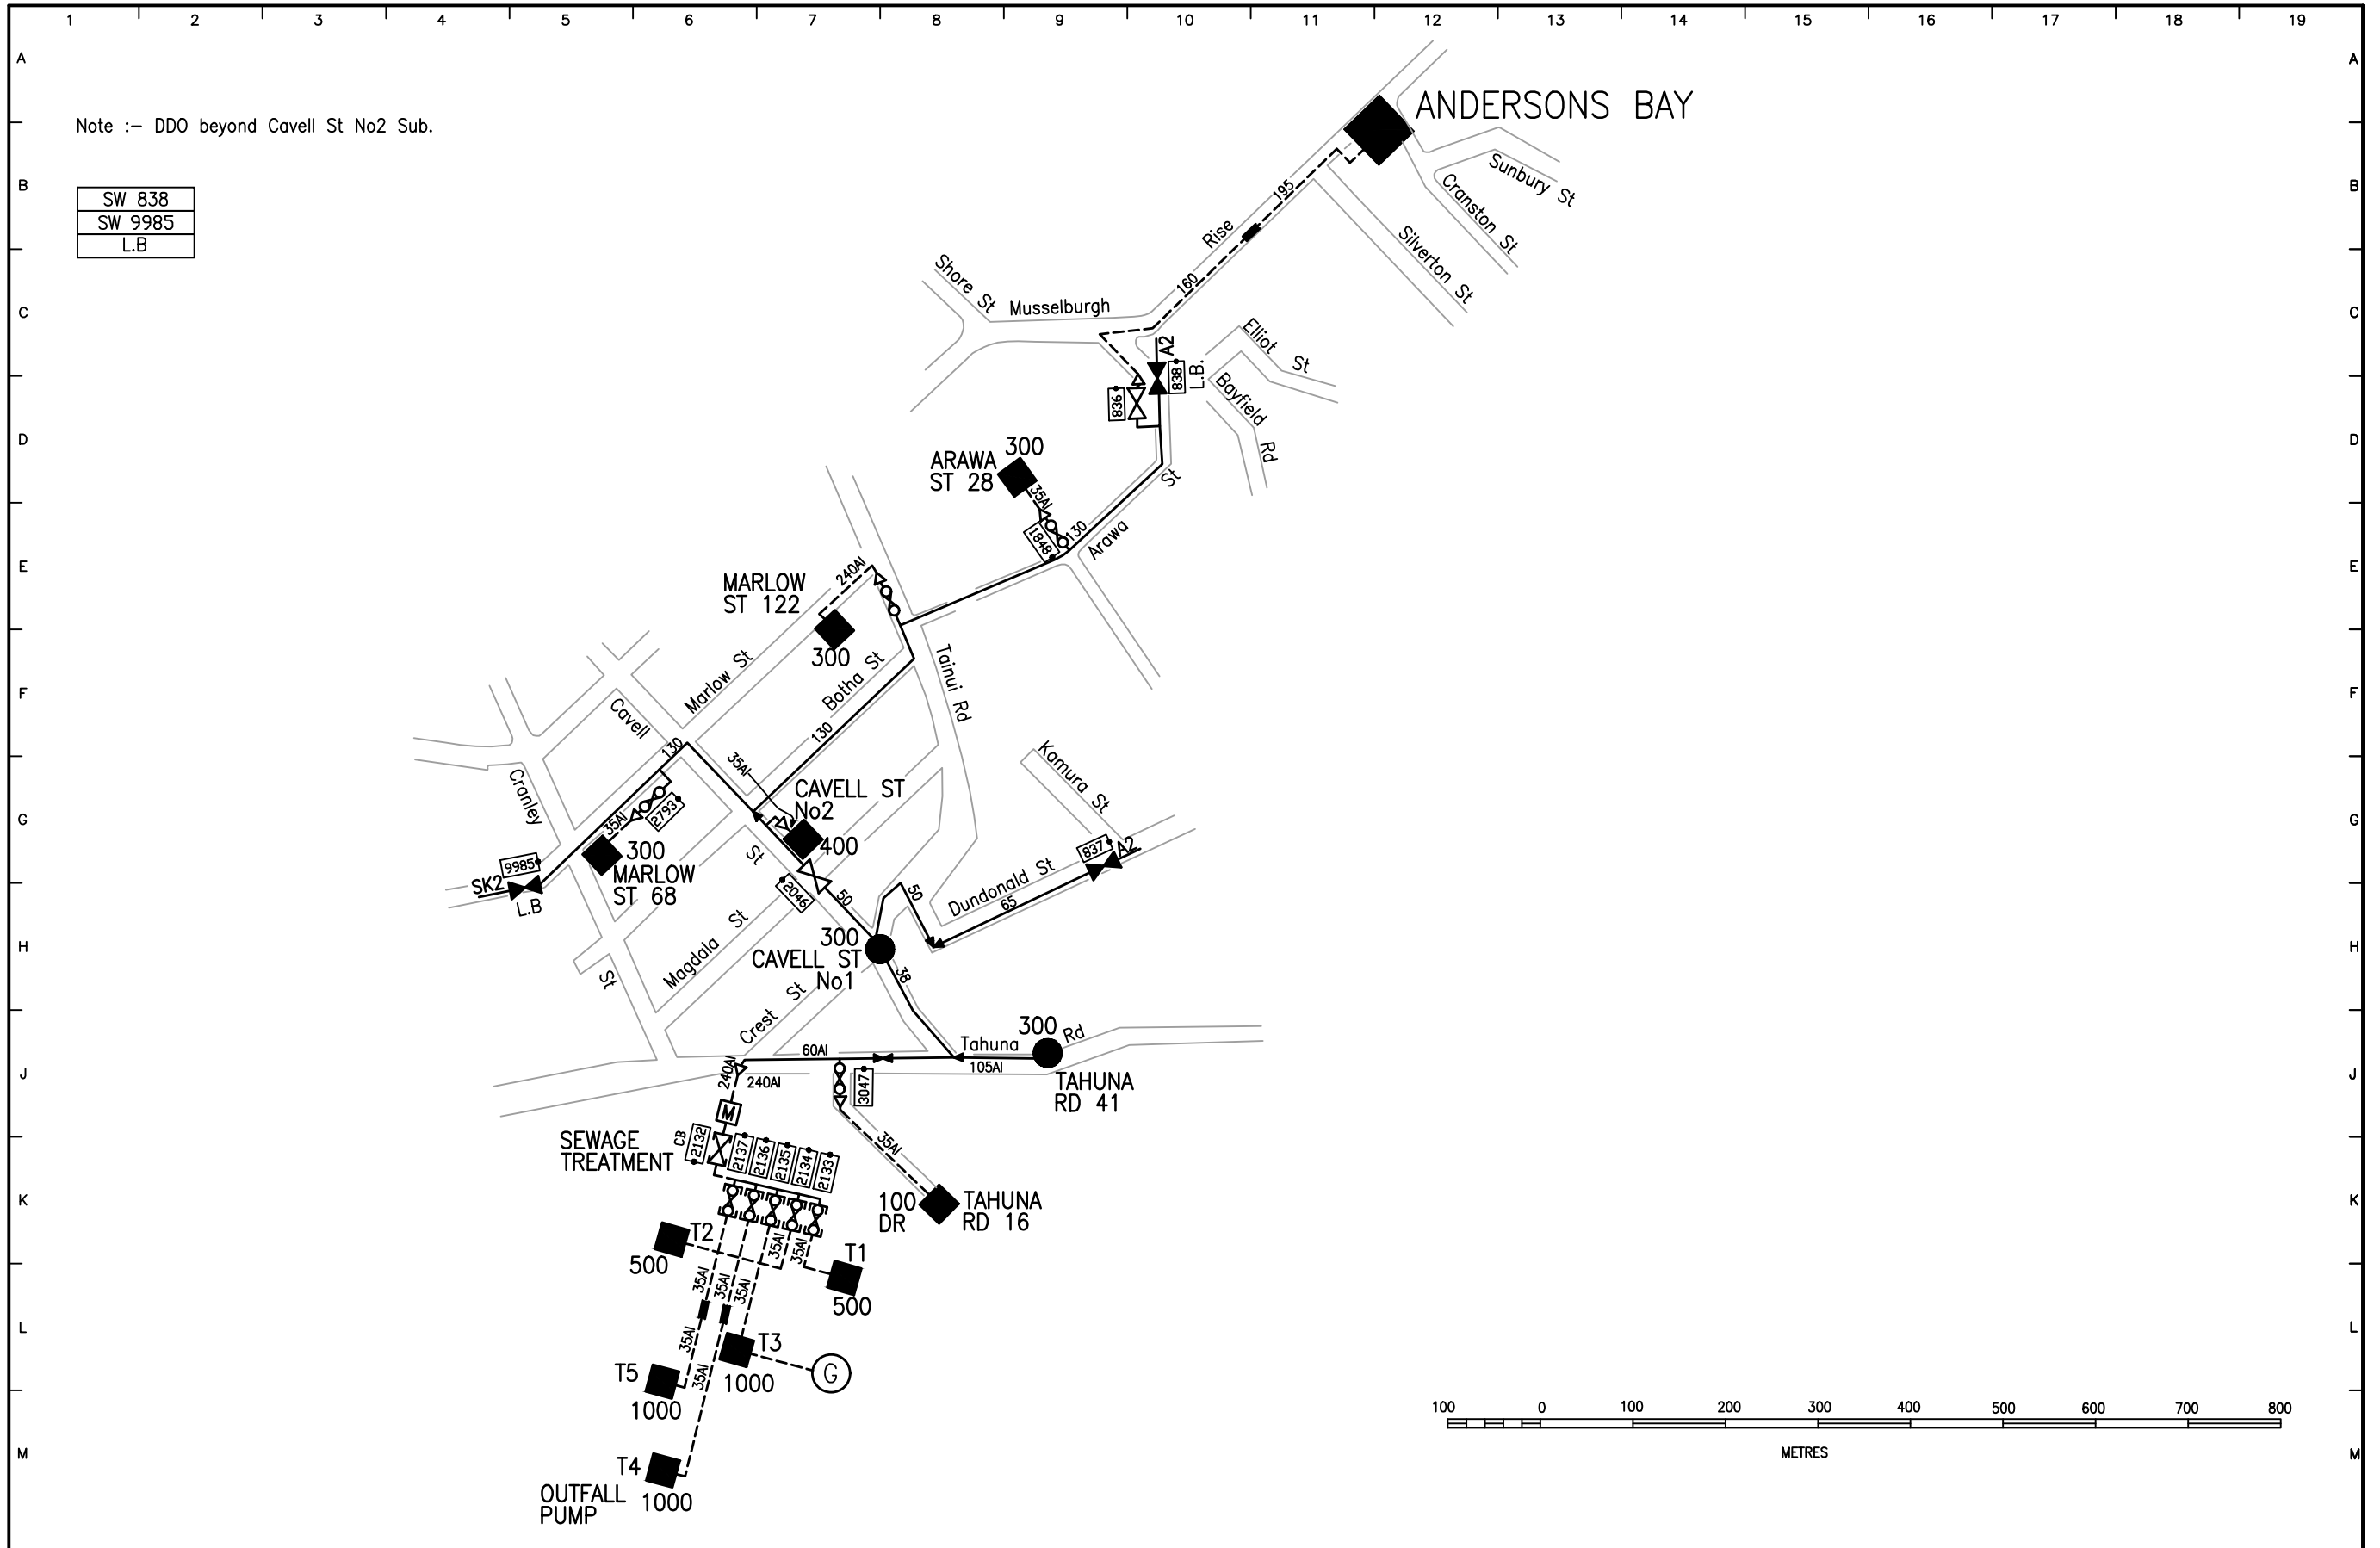 1 2 3 4 5 6 7 8 9 10 11 12 13 14 15 16 17 18 19
A A
ANDERSONS BAY
Note :- DDO beyond Cavell St No2 Sub.
B B
Sunbury St
Cranston St
195
SW 838
SW 9985
L.B
Rise
Silverton St
Shore St
160
Musselburgh
C C
Elliot St
A2
838
L.B.
836
Bayfield Rd
D D
300
ARAWA
ST 28
35Al
St
130
1848
Arawa
E E
240Al
MARLOW
ST 122
300
Marlow St
Botha St
Tainui Rd
F F
Cavell
130
130
35Al
Kamura St
Cranley
CAVELL ST
No2
400
G G
2793
35Al
300
MARLOW
ST 68
9985
SK2
L.B
St
837
A2
Dundonald St
65
50
50
2046
H H
300
CAVELL ST
No1
Magdala St
St
38
Crest St
300
Tahuna Rd
60Al
105Al
J J
240Al
240Al
3047
TAHUNA
RD 41
M
35Al
SEWAGE
TREATMENT
CB
2132
2137
2136
2135
2134
2133
K K
100
DR
TAHUNA
RD 16
T2
500
35Al
35Al
T1
500
35Al
35Al
35Al
L L
35Al
35Al
T3
1000
G
T5
1000
100 0 100 200 300 400 500 600 700 800
METRES
M M
T4
1000
OUTFALL
PUMP